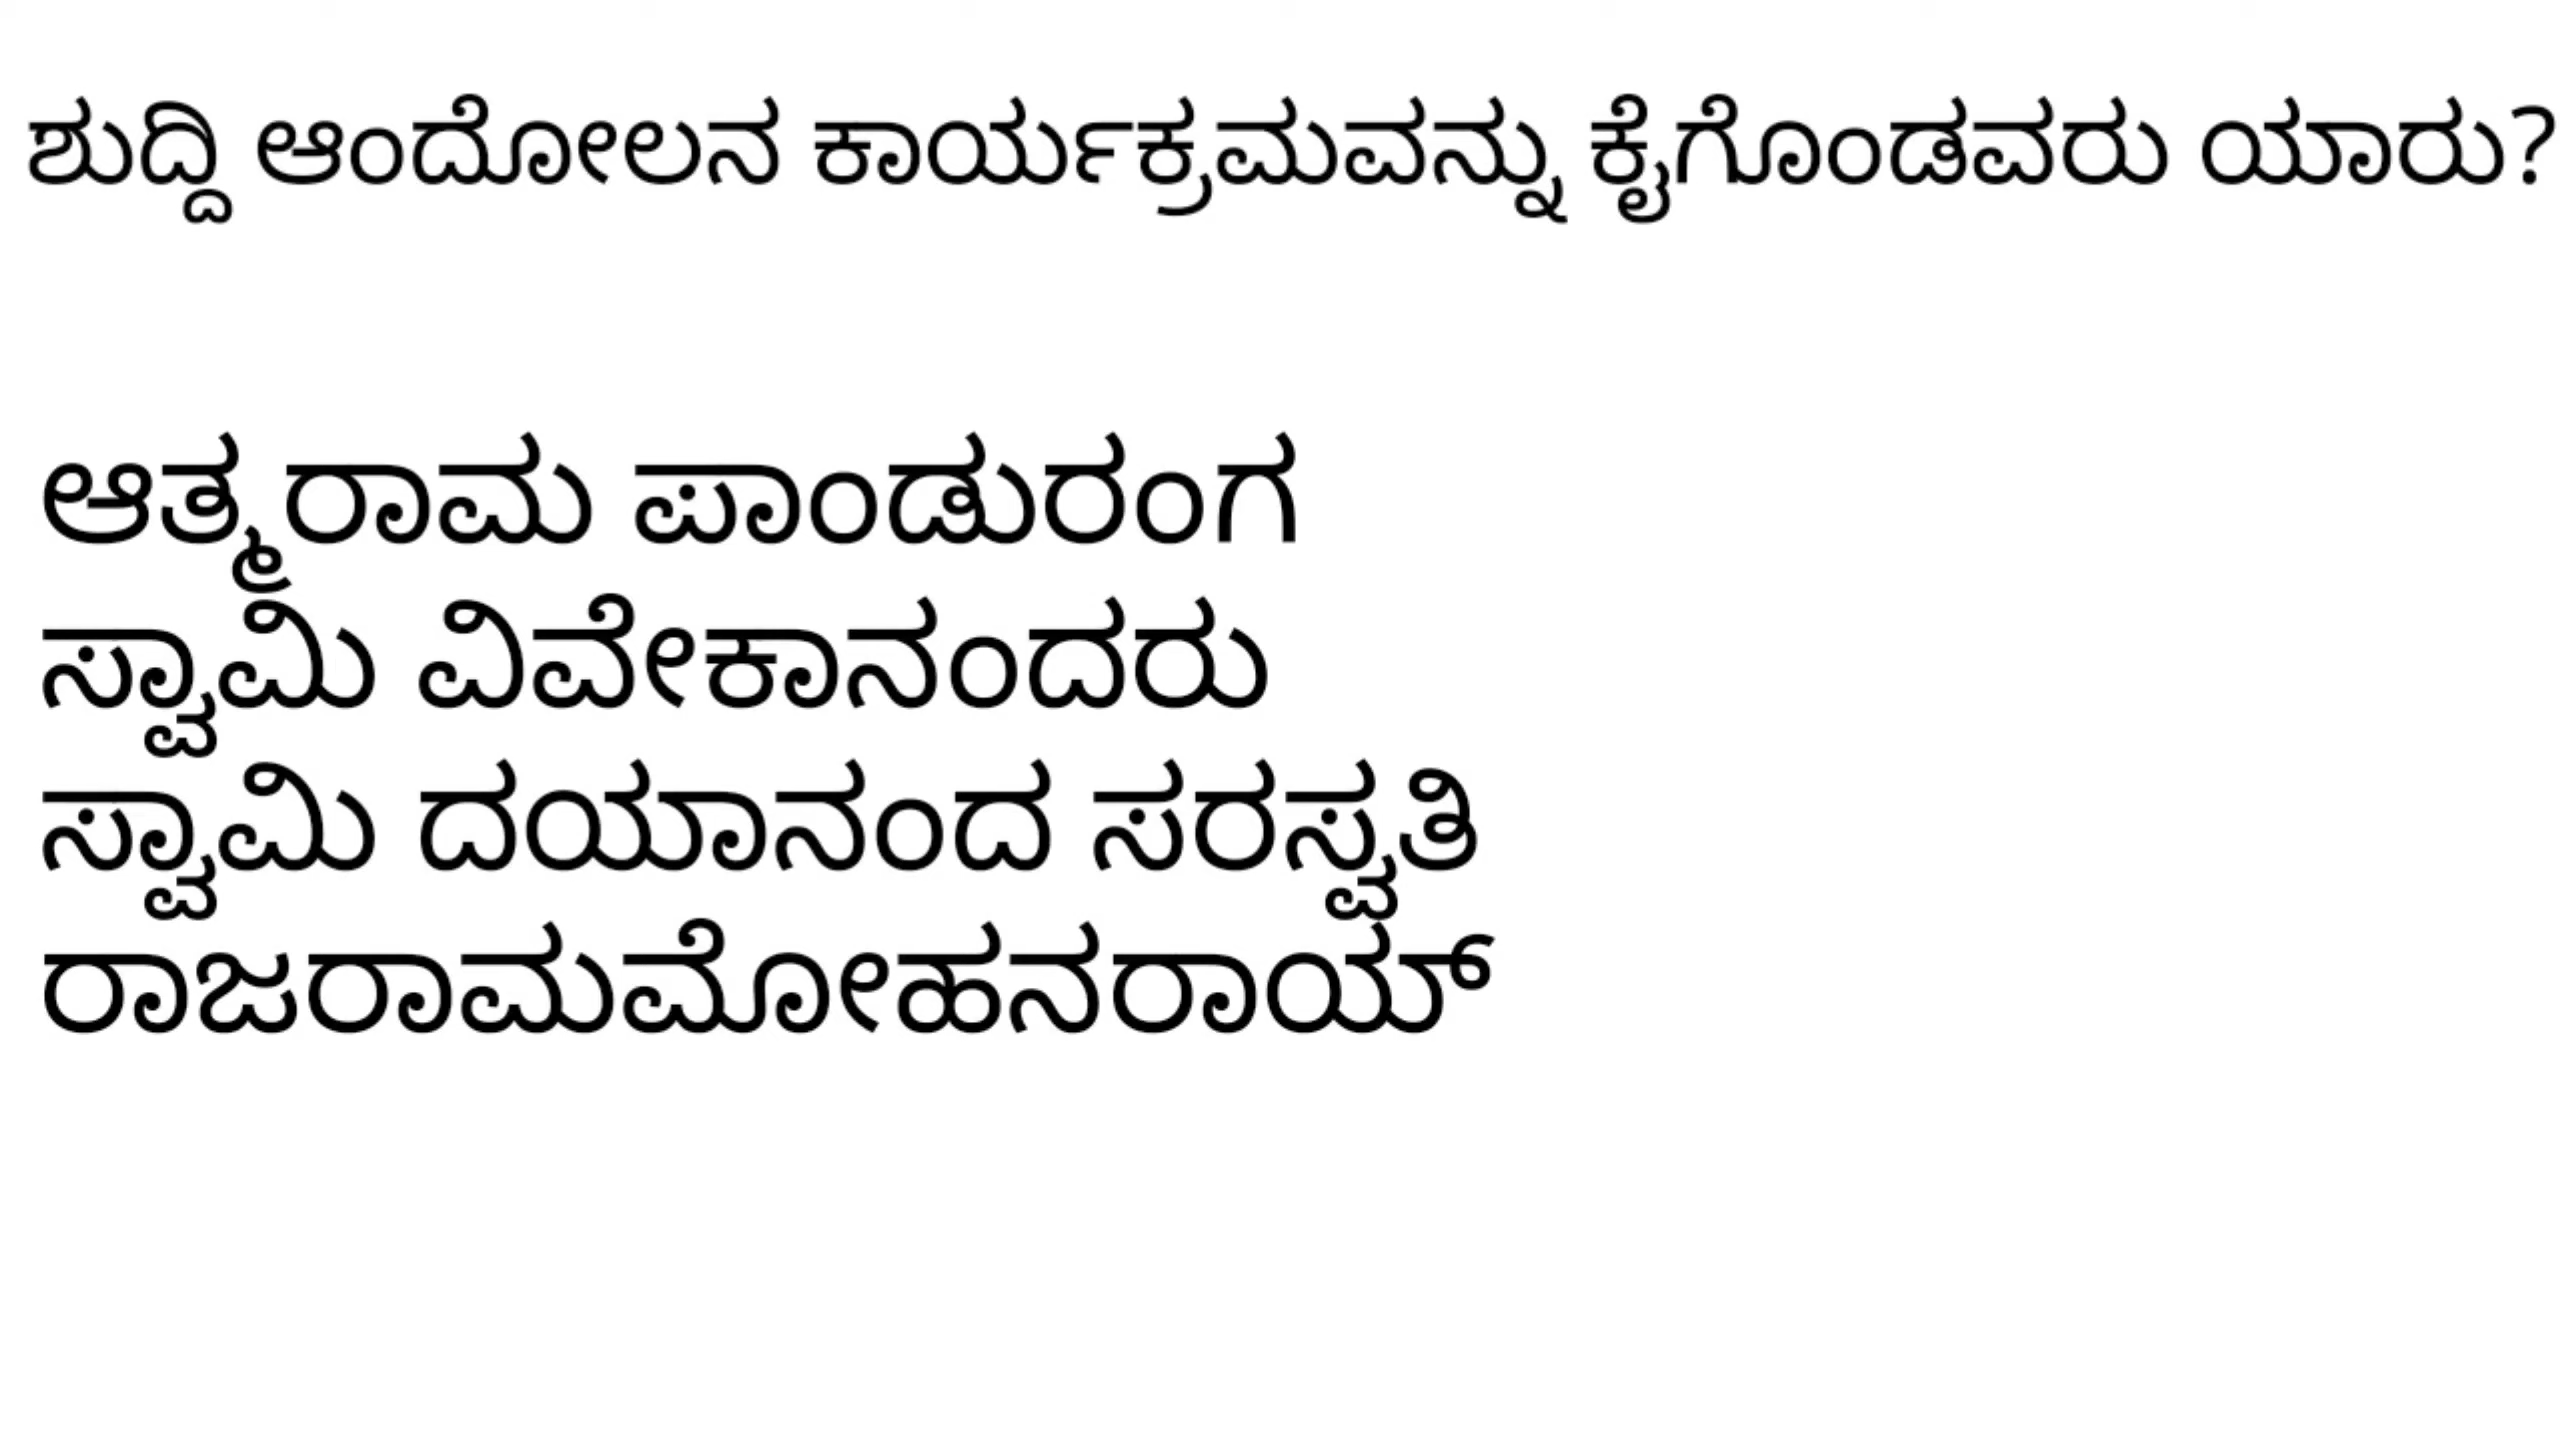 ಶುದ್ದಿ ಆಂದೋಲನ ಕಾರ್ಯಕ್ರಮವನ್ನು ಕೈಗೊಂಡವರು ಯಾರು?
ಆತ್ಮರಾಮ ಪಾಂಡುರಂಗ
ಸ್ವಾಮಿ ವಿವೇಕಾನಂದರು
ಸ್ವಾಮಿ ದಯಾನಂದ ಸರಸ್ವತಿ
ರಾಜರಾಮಮೋಹನರಾಯ್